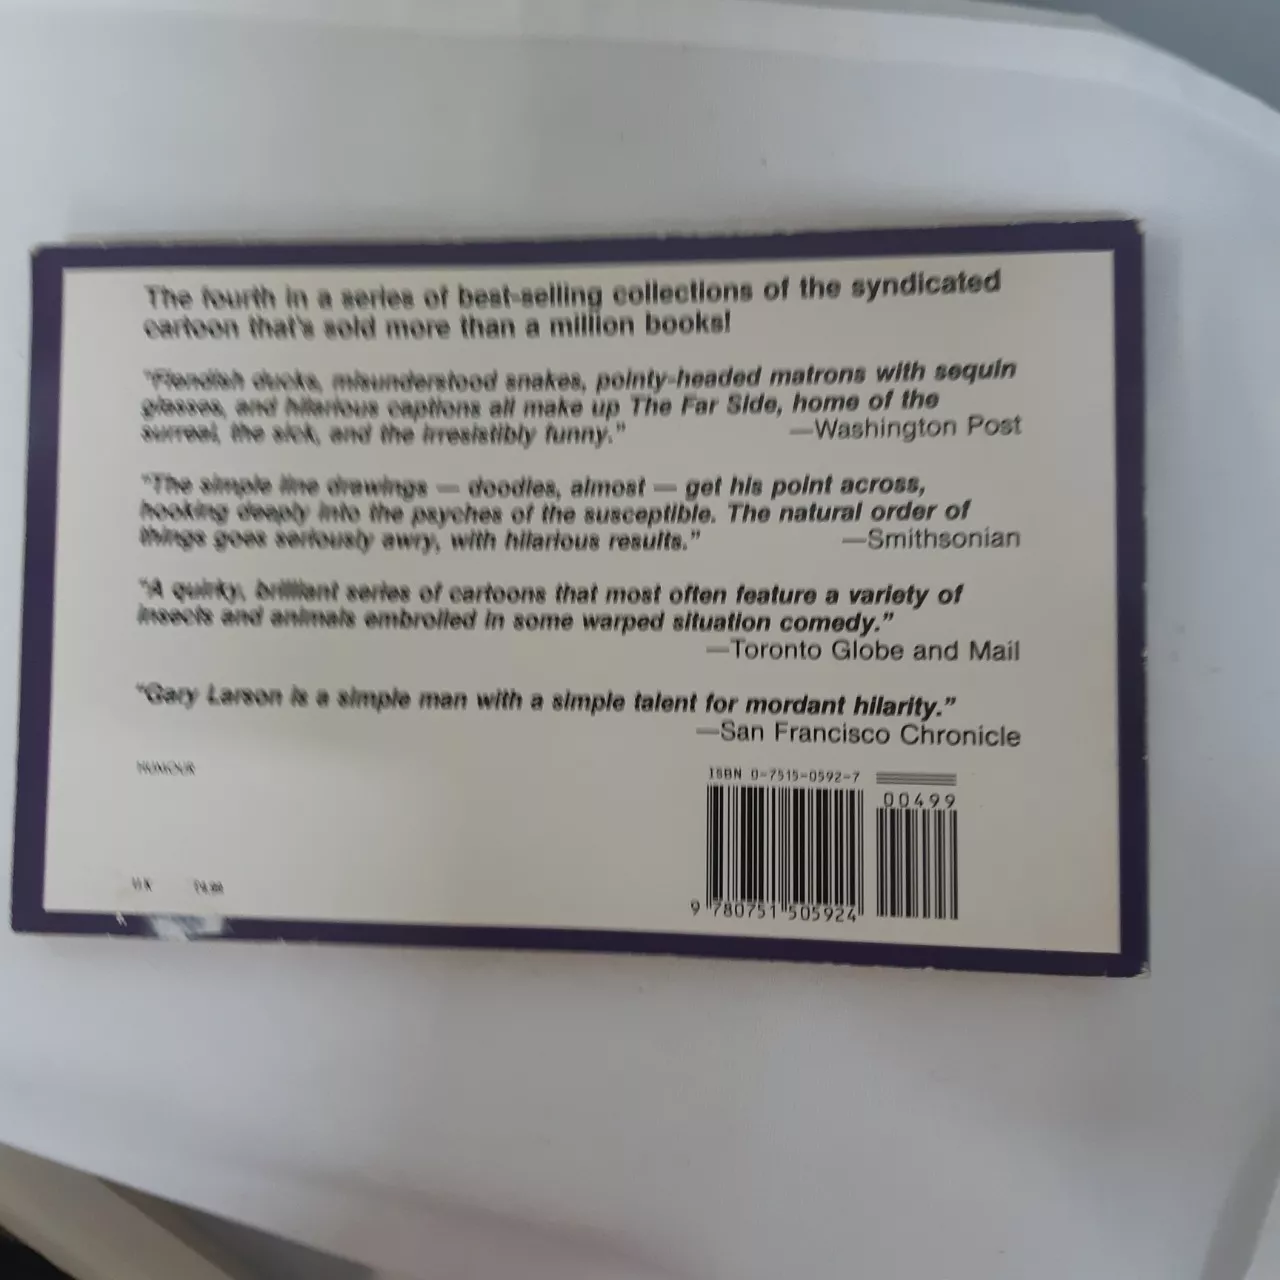 The fourth in a series of best-selling collections of the syndicated
cartoon that's sold more than a million books!
"Fiendish ducks, misunderstood snakes, pointy-headed matrons with sequin
glasses, and hilarious captions all make up The Far Side, home of the
surreal, the sick, and the irresistibly funny." —Washington Post
"The simple line drawings — doodles, almost — get his point across,
hooking deeply into the psyches of the susceptible. The natural order of
things goes seriously awry, with hilarious results." —Smithsonian
"A quirky, brilliant series of cartoons that most often feature a variety of
insects and animals embroiled in some warped situation comedy."
—Toronto Globe and Mail
"Gary Larson is a simple man with a simple talent for mordant hilarity."
—San Francisco Chronicle
HUMOUR
ISBN 0-7515-0592-7
00499
9 780751 505924
UK